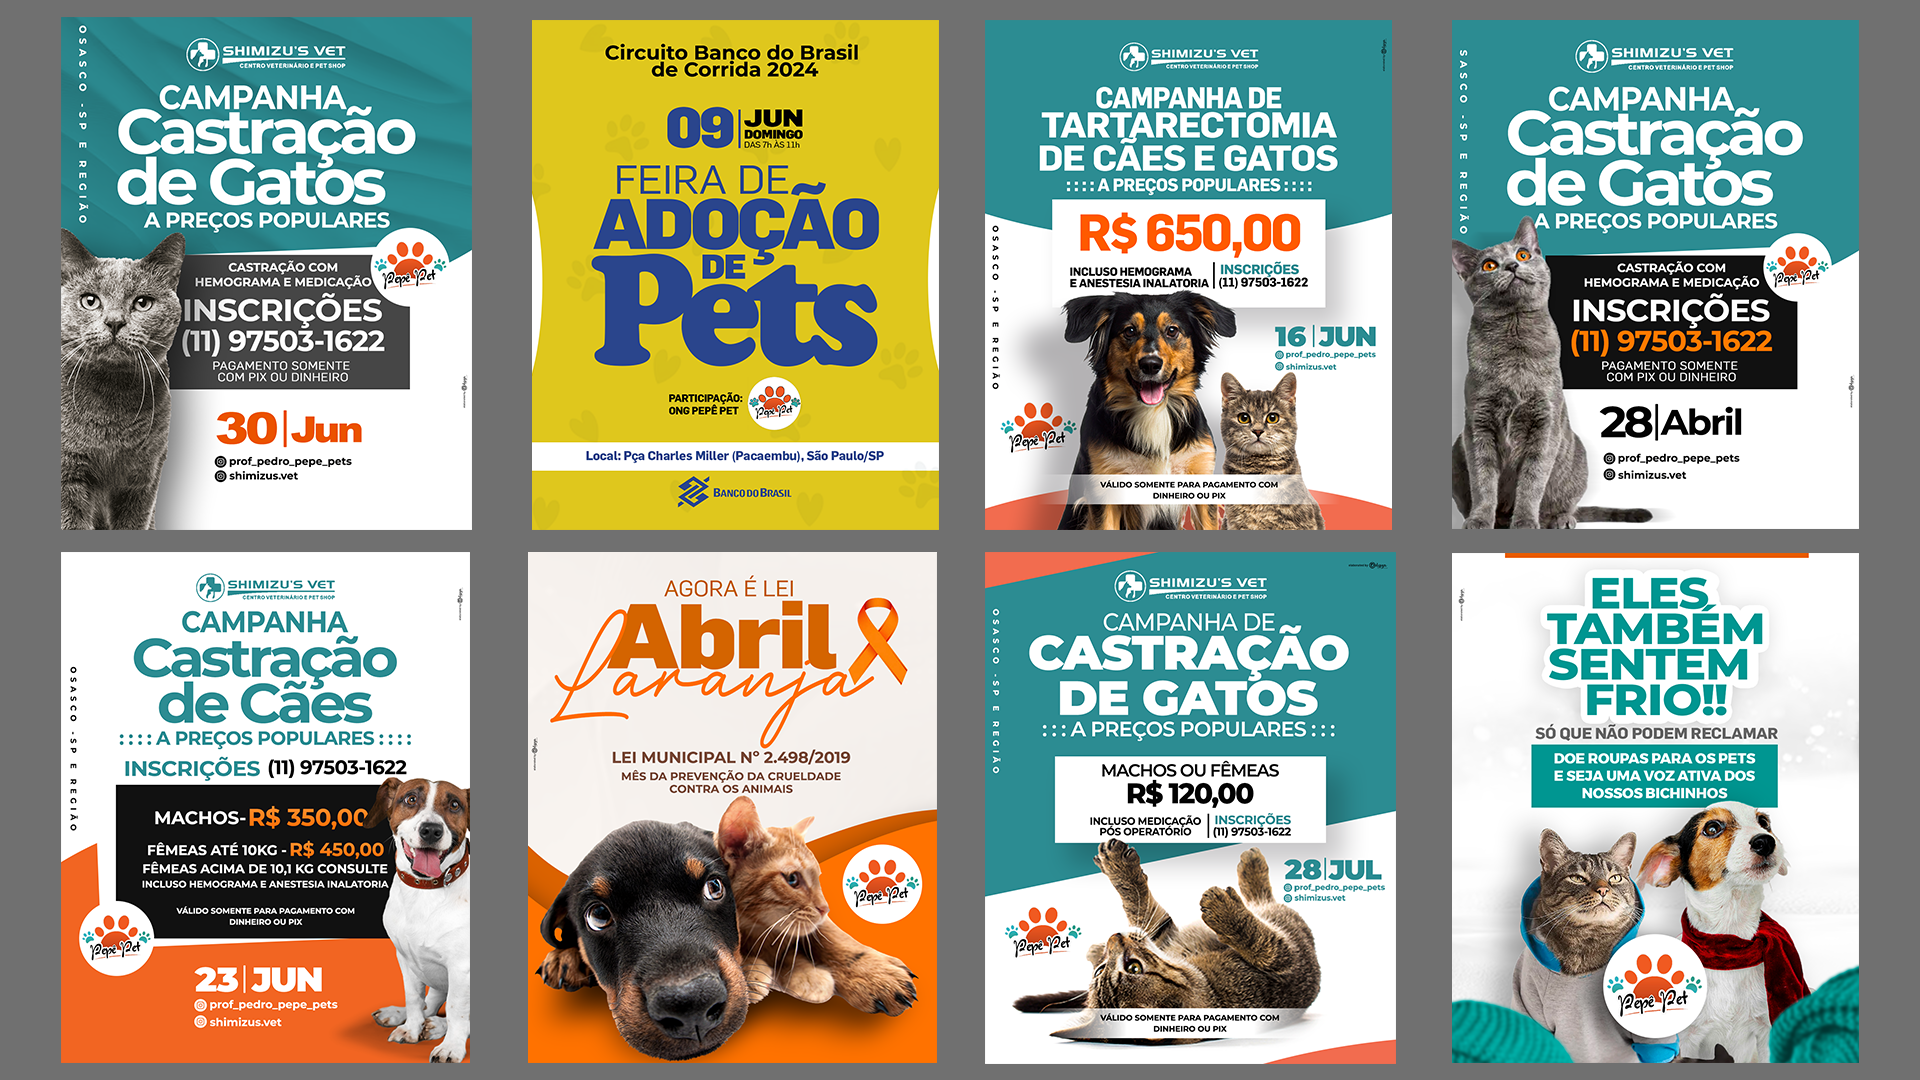 OSASCO - SP E REGIÃO
SHIMIZU'S VET
CENTRO VETERINÁRIO E PET SHOP
CAMPANHA
Castração
de Gatos
A PREÇOS POPULARES
CASTRAÇÃO COM
HEMOGRAMA E MEDICAÇÃO
Pepê Pet
INSCRIÇÕES
(11) 97503-1622
PAGAMENTO SOMENTE
COM PIX OU DINHEIRO
30|Jun
prof_pedro_pepe_pets
shimizus.vet
Circuito Banco do Brasil
de Corrida 2024
09 JUN
DOMINGO
DAS 7h ÀS 11h
FEIRA DE
ADOÇÃO
DE
Pets
PARTICIPAÇÃO:
ONG PEPÊ PET
Pepê Pet
Local: Pça Charles Miller (Pacaembu), São Paulo/SP
BANCO DO BRASIL
SHIMIZU'S VET
CENTRO VETERINÁRIO E PET SHOP
CAMPANHA DE
TARTARECTOMIA
DE CÃES E GATOS
:::: A PREÇOS POPULARES ::::
R$ 650,00
INCLUSO HEMOGRAMA
E ANESTESIA INALATORIA
INSCRIÇÕES
(11) 97503-1622
OSASCO - SP E REGIÃO
16|JUN
prof_pedro_pepe_pets
shimizus.vet
Pepê Pet
VÁLIDO SOMENTE PARA PAGAMENTO COM
DINHEIRO OU PIX
SASCO - SP E REGIÃO
SHIMIZU'S VET
CENTRO VETERINÁRIO E PET SHOP
CAMPANHA
Castração
de Gatos
A PREÇOS POPULARES
CASTRAÇÃO COM
HEMOGRAMA E MEDICAÇÃO
Pepê Pet
INSCRIÇÕES
(11) 97503-1622
PAGAMENTO SOMENTE
COM PIX OU DINHEIRO
28|Abril
prof_pedro_pepe_pets
shimizus.vet
SHIMIZU'S VET
CENTRO VETERINÁRIO E PET SHOP
CAMPANHA
Castração
de Cães
:::: A PREÇOS POPULARES ::::
INSCRIÇÕES (11) 97503-1622
OSASCO - SP E REGIÃO
MACHOS- R$ 350,00
FÊMEAS ATÉ 10KG - R$ 450,00
FÊMEAS ACIMA DE 10,1 KG CONSULTE
INCLUSO HEMOGRAMA E ANESTESIA INALATORIA
VÁLIDO SOMENTE PARA PAGAMENTO COM
DINHEIRO OU PIX
Pepê Pet
23|JUN
prof_pedro_pepe_pets
shimizus.vet
AGORA É LEI
Abril
Laranja
LEI MUNICIPAL Nº 2.498/2019
MÊS DA PREVENÇÃO DA CRUELDADE
CONTRA OS ANIMAIS
Pepê Pet
SHIMIZU'S VET
CENTRO VETERINÁRIO E PET SHOP
CAMPANHA DE
CASTRAÇÃO
DE GATOS
::: A PREÇOS POPULARES :::
OSASCO - SP E REGIÃO
MACHOS OU FÊMEAS
R$ 120,00
INCLUSO MEDICAÇÃO
PÓS OPERATÓRIO
INSCRIÇÕES
(11) 97503-1622
28|JUL
prof_pedro_pepe_pets
shimizus.vet
Pepê Pet
VÁLIDO SOMENTE PARA PAGAMENTO COM
DINHEIRO OU PIX
ELES
TAMBÉM
SENTEM
FRIO!!
SÓ QUE NÃO PODEM RECLAMAR
DOE ROUPAS PARA OS PETS
E SEJA UMA VOZ ATIVA DOS
NOSSOS BICHINHOS
Pepê Pet